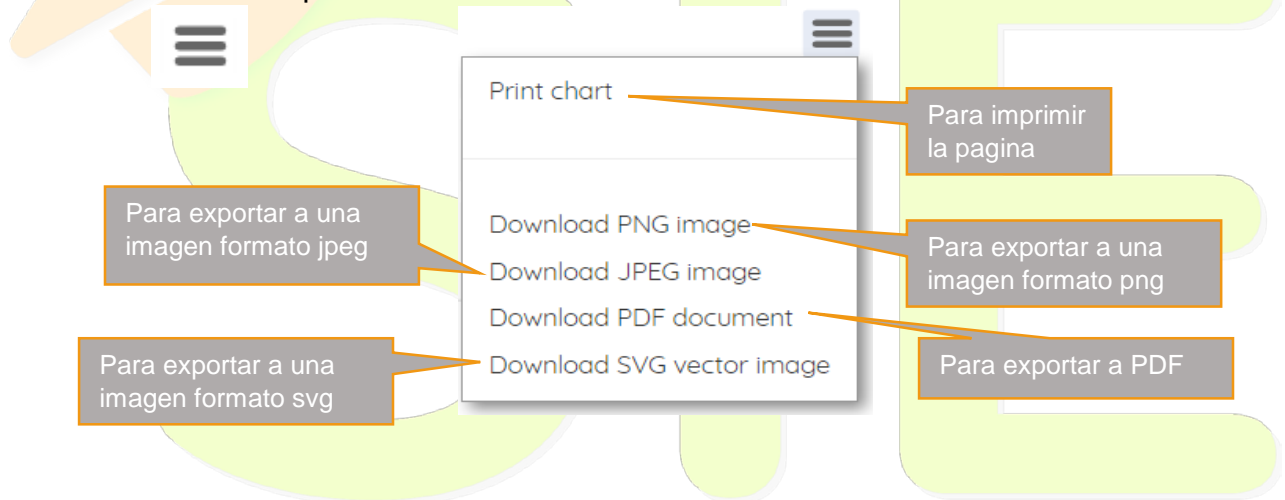 Print chart
Para imprimir
la pagina
Para exportar a una
imagen formato jpeg
Download PNG image
Para exportar a una
imagen formato png
Download JPEG image
Download PDF document
Para exportar a PDF
Para exportar a una
imagen formato svg
Download SVG vector image